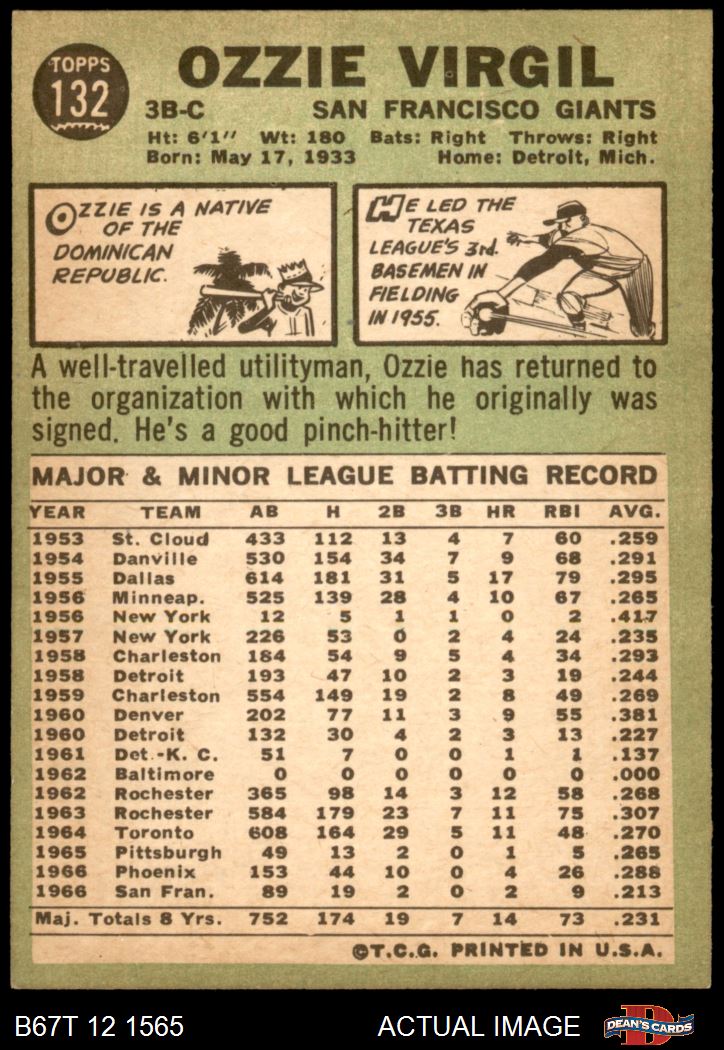 TOPPS
132
OZZIE VIRGIL
3B-C SAN FRANCISCO GIANTS
Ht: 6'1" Wt: 180 Bats: Right Throws: Right
Born: May 17, 1933 Home: Detroit, Mich.
OZZIE IS A NATIVE
OF THE
DOMINICAN
REPUBLIC.
HE LED THE
TEXAS
LEAGUE'S 3rd.
BASEMEN IN
FIELDING
IN 1955.
A well-travelled utilityman, Ozzie has returned to
the organization with which he originally was
signed. He's a good pinch-hitter!
MAJOR & MINOR LEAGUE BATTING RECORD
YEAR TEAM AB H 2B 3B HR RBI AVG.
1953 St. Cloud 433 112 13 4 7 60 .259
1954 Danville 530 154 34 7 9 68 .291
1955 Dallas 614 181 31 5 17 79 .295
1956 Minneap. 525 139 28 4 10 67 .265
1956 New York 12 5 1 1 0 2 .417
1957 New York 226 53 0 2 4 24 .235
1958 Charleston 184 54 9 5 4 34 .293
1958 Detroit 193 47 10 2 3 19 .244
1959 Charleston 554 149 19 2 8 49 .269
1960 Denver 202 77 11 3 9 55 .381
1960 Detroit 132 30 4 2 3 13 .227
1961 Det.-K. C. 51 7 0 0 1 1 .137
1962 Baltimore 0 0 0 0 0 0 .000
1962 Rochester 365 98 14 3 12 58 .268
1963 Rochester 584 179 23 7 11 75 .307
1964 Toronto 608 164 29 5 11 48 .270
1965 Pittsburgh 49 13 2 0 1 5 .265
1966 Phoenix 153 44 10 0 4 26 .288
1966 San Fran. 89 19 2 0 2 9 .213
Maj. Totals 8 Yrs. 752 174 19 7 14 73 .231
©T.C.G. PRINTED IN U.S.A.
B67T 12 1565 ACTUAL IMAGE D DEAN'S CARDS